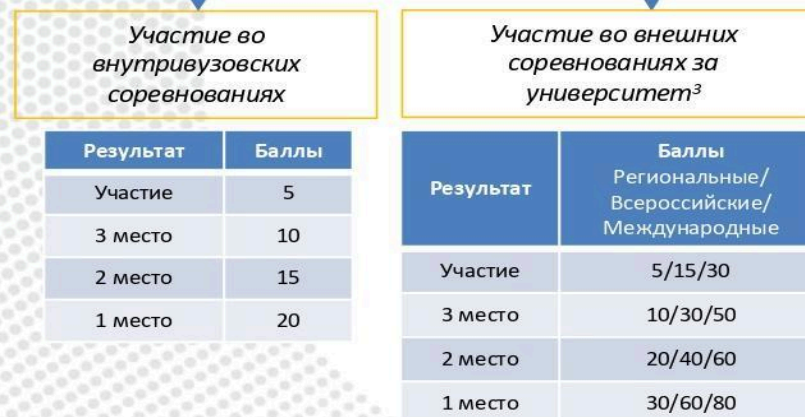 Участие во
внутривузовских
соревнованиях
Результат Баллы
Участие 5
3 место 10
2 место 15
1 место 20
Участие во внешних
соревнованиях за
университет³
Результат Баллы
Региональные/
Всероссийские/
Международные
Участие 5/15/30
3 место 10/30/50
2 место 20/40/60
1 место 30/60/80